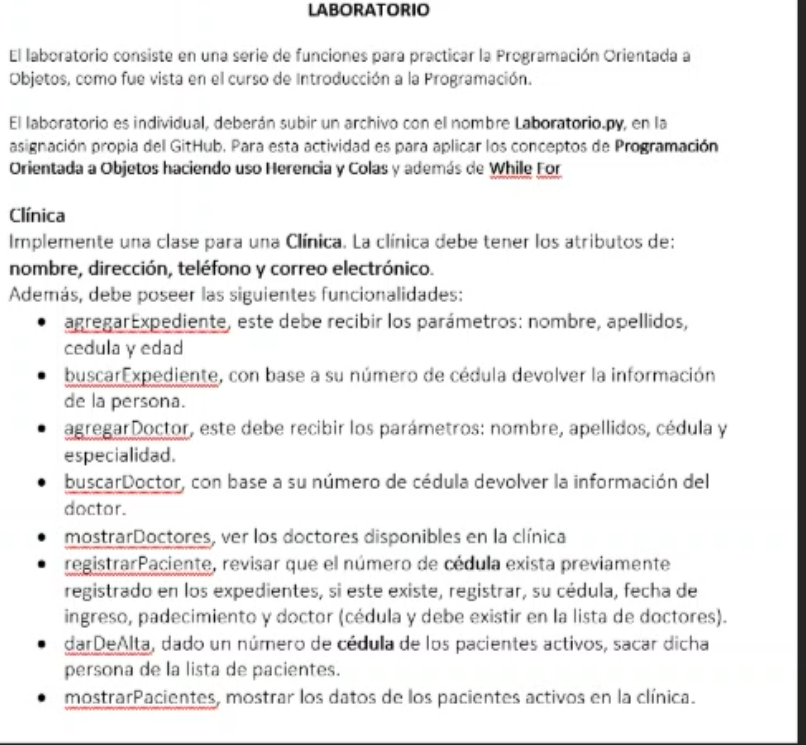 LABORATORIO
El laboratorio consiste en una serie de funciones para practicar la Programación Orientada a
Objetos, como fue vista en el curso de Introducción a la Programación.
El laboratorio es individual, deberán subir un archivo con el nombre Laboratorio.py, en la
asignación propia del GitHub. Para esta actividad es para aplicar los conceptos de Programación
Orientada a Objetos haciendo uso Herencia y Colas y además de While For
Clínica
Implemente una clase para una Clínica. La clínica debe tener los atributos de:
nombre, dirección, teléfono y correo electrónico.
Además, debe poseer las siguientes funcionalidades:
• agregarExpediente, este debe recibir los parámetros: nombre, apellidos,
cedula y edad
• buscarExpediente, con base a su número de cédula devolver la información
de la persona.
• agregarDoctor, este debe recibir los parámetros: nombre, apellidos, cédula y
especialidad.
• buscarDoctor, con base a su número de cédula devolver la información del
doctor.
• mostrarDoctores, ver los doctores disponibles en la clínica
• registrarPaciente, revisar que el número de cédula exista previamente
registrado en los expedientes, si este existe, registrar, su cédula, fecha de
ingreso, padecimiento y doctor (cédula y debe existir en la lista de doctores).
• darDeAlta, dado un número de cédula de los pacientes activos, sacar dicha
persona de la lista de pacientes.
• mostrarPacientes, mostrar los datos de los pacientes activos en la clínica.